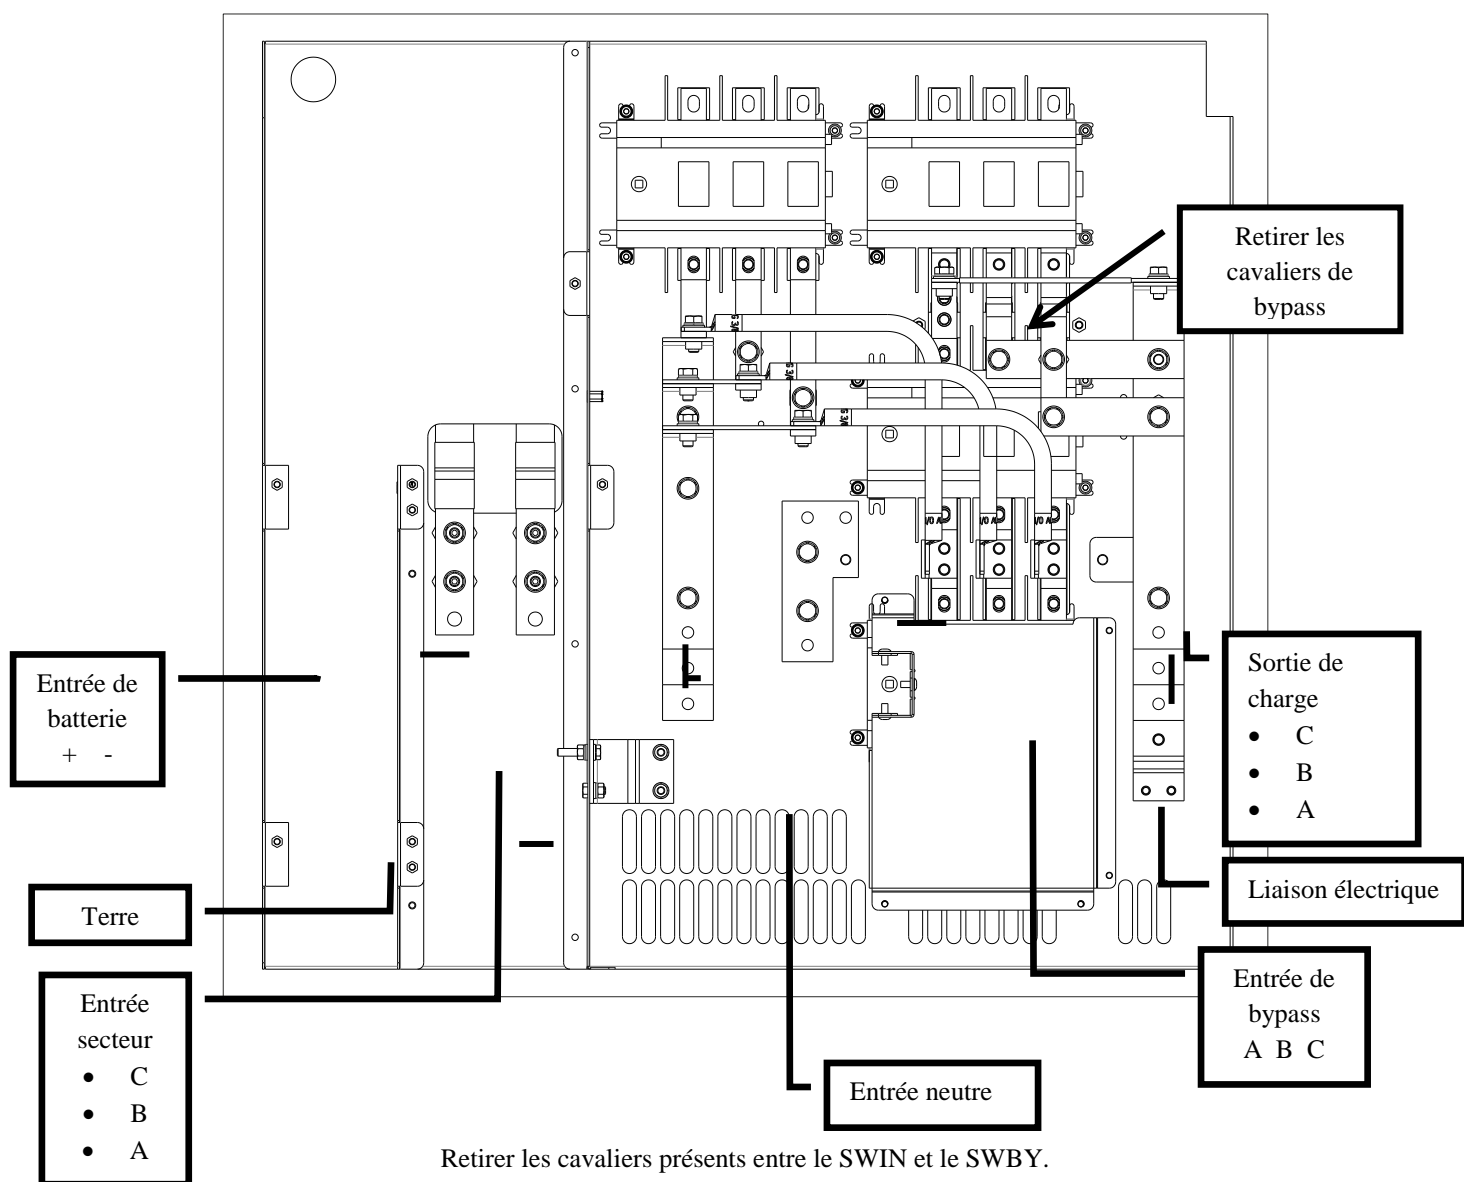 Retirer les
cavaliers de
bypass
Entrée de
batterie
+ -
Sortie de
charge
• C
• B
• A
Terre
Liaison électrique
Entrée
secteur
• C
• B
• A
Entrée de
bypass
A B C
Entrée neutre
Retirer les cavaliers présents entre le SWIN et le SWBY.